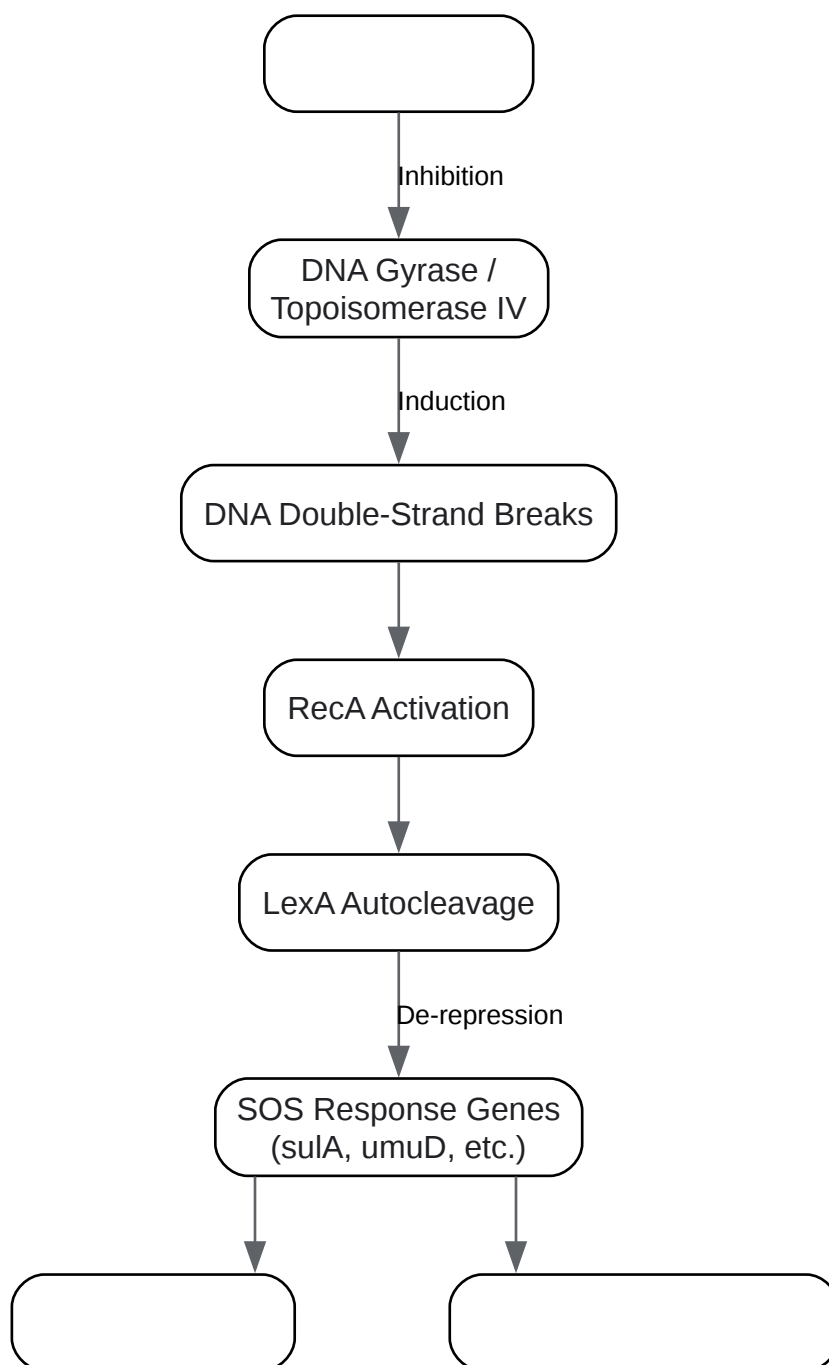 Inhibition
DNA Gyrase /
Topoisomerase IV
Induction
DNA Double-Strand Breaks
RecA Activation
LexA Autocleavage
De-repression
SOS Response Genes
(sulA, umuD, etc.)